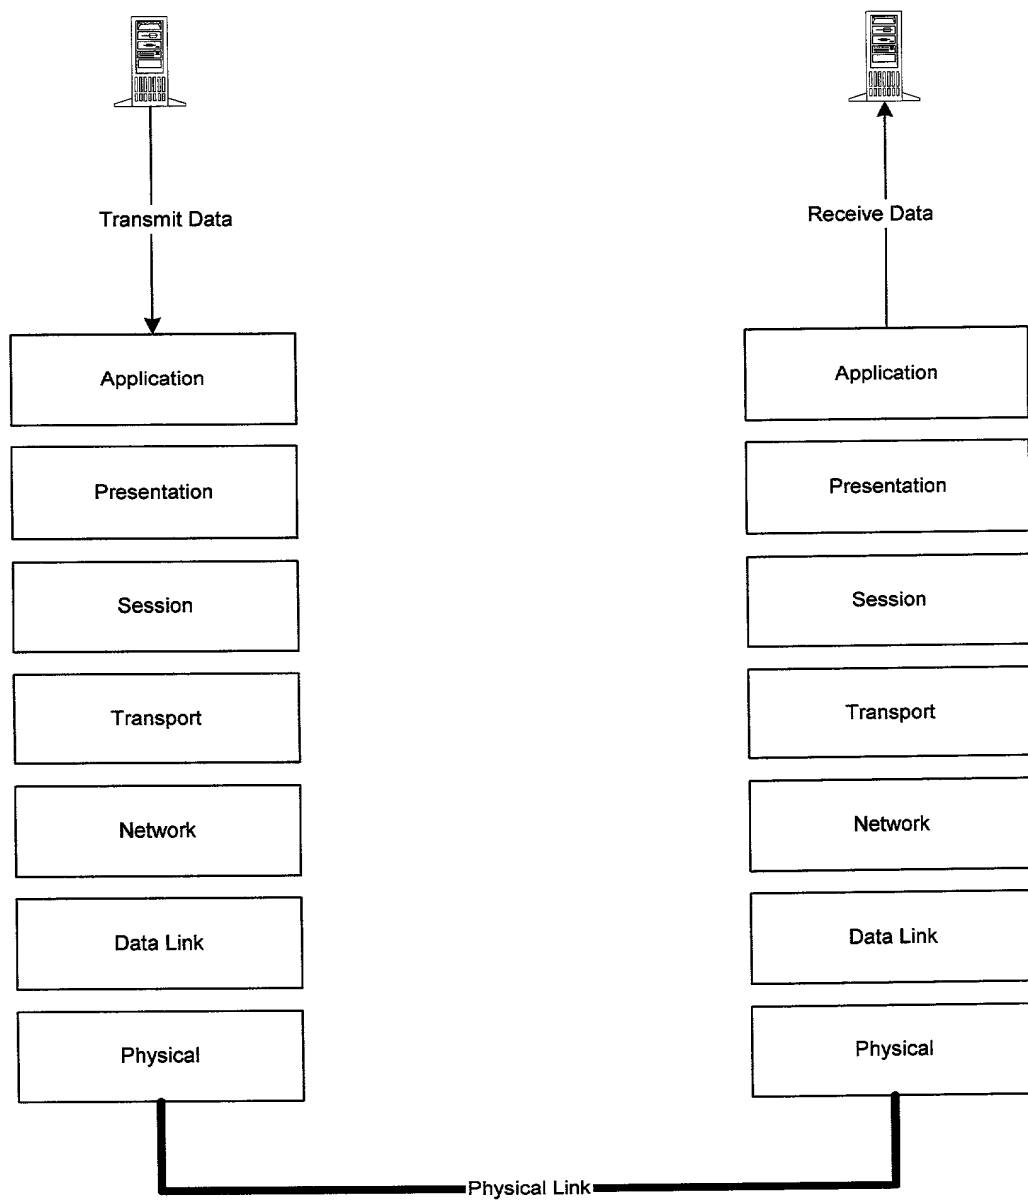 Transmit Data
Receive Data
Application
Presentation
Session
Transport
Network
Data Link
Physical
Application
Presentation
Session
Transport
Network
Data Link
Physical
Physical Link